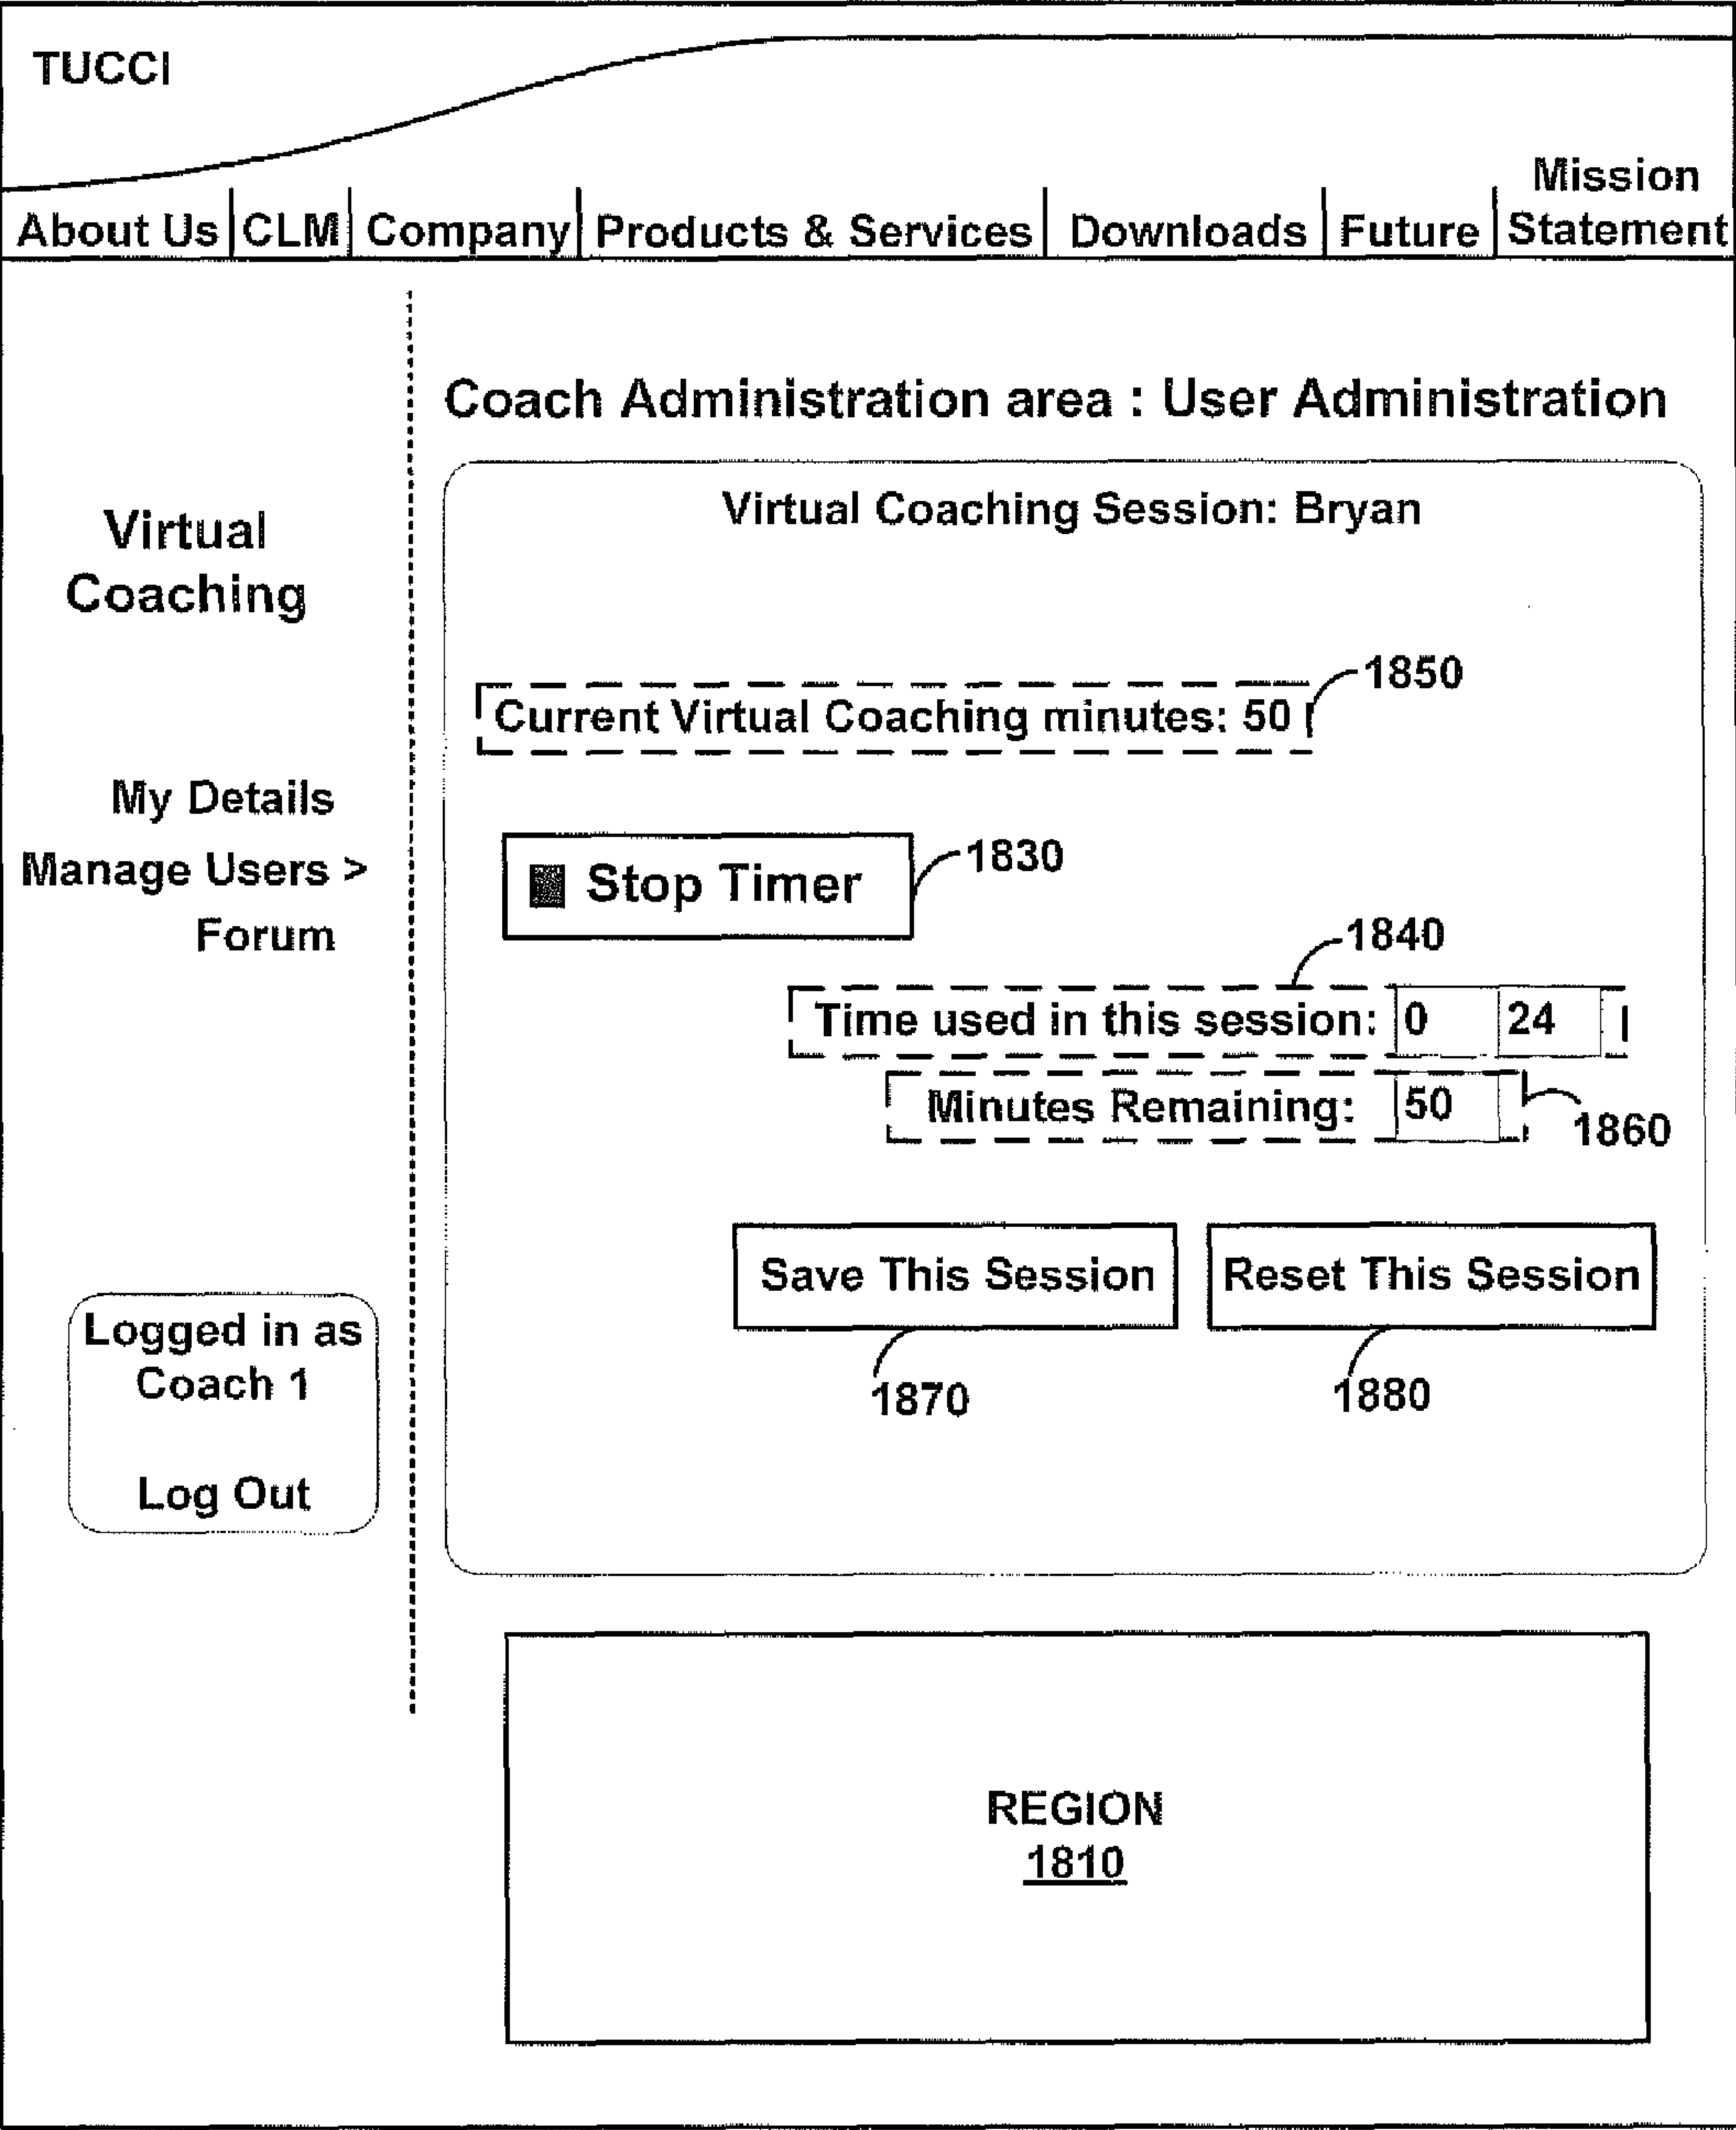 TUCCI
About Us CLM Company Products & Services Downloads Future Mission Statement
Coach Administration area : User Administration
Virtual
Coaching
My Details
Manage Users >
Forum
Logged in as
Coach 1
Log Out
Virtual Coaching Session: Bryan
1850
Current Virtual Coaching minutes: 50
Stop Timer
1830
1840
Time used in this session: 0 24
Minutes Remaining: 50
1860
Save This Session Reset This Session
1870 1880
REGION
1810